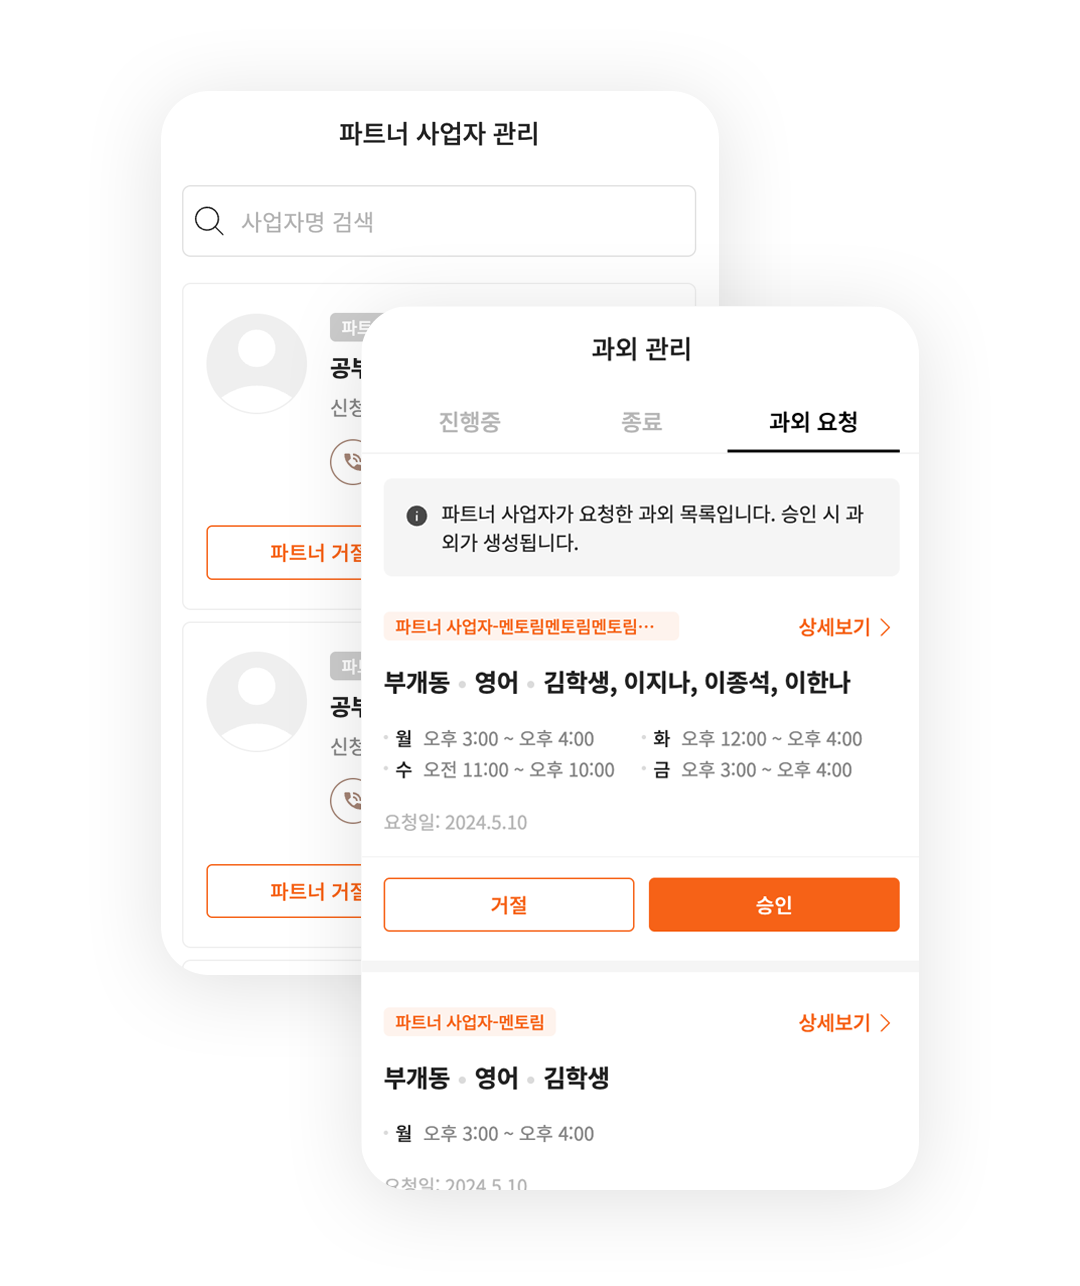 파트너 사업자 관리
사업자명 검색
파트
공부
신청
파트너 거절
파트
공부
신청
파트너 거절
과외 관리
진행중
종료
과외 요청
파트너 사업자가 요청한 과외 목록입니다. 승인 시 과
외가 생성됩니다.
파트너 사업자-멘토림멘토림멘토림…
상세보기
부개동 • 영어 • 김학생, 이지나, 이종석, 이한나
월 오후 3:00 ~ 오후 4:00
화 오후 12:00 ~ 오후 4:00
수 오전 11:00 ~ 오후 10:00
금 오후 3:00 ~ 오후 4:00
요청일: 2024.5.10
거절
승인
파트너 사업자-멘토림
상세보기
부개동 • 영어 • 김학생
월 오후 3:00 ~ 오후 4:00
요청일: 2024.5.10